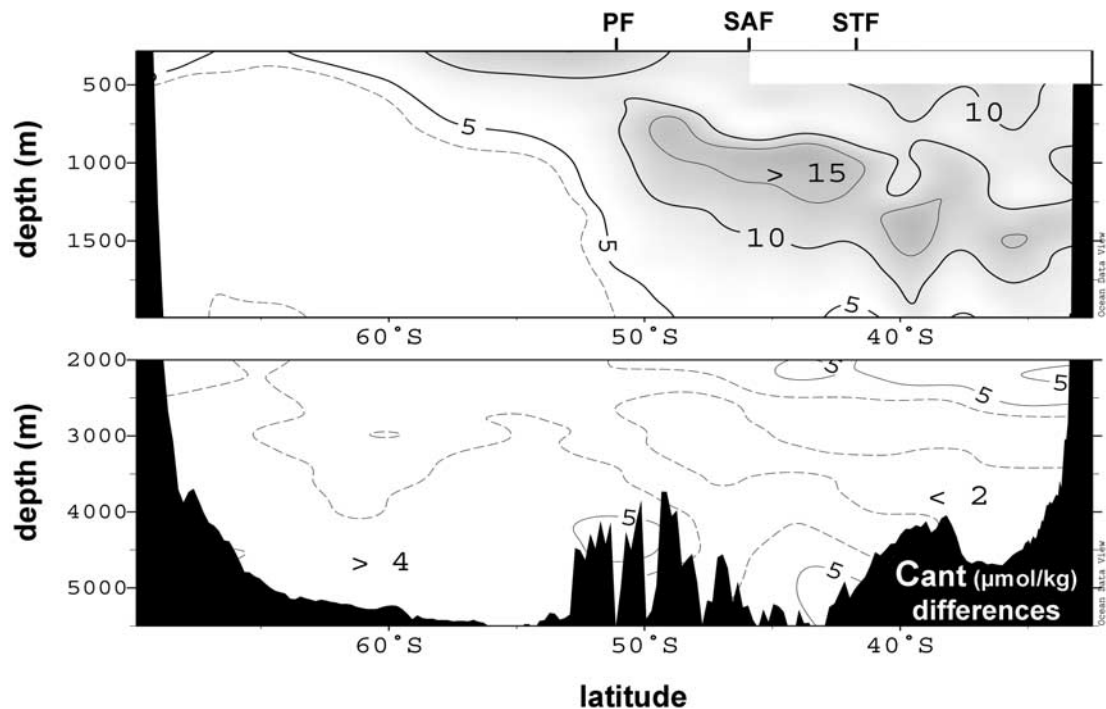 PF SAF STF
depth (m)
500
1000
1500
5
5
10
> 15
10
5
Ocean Data View
60°S 50°S 40°S
depth (m)
2000
3000
4000
5000
5
5
5
5
5
> 4
< 2
Cant (µmol/kg)
differences
Ocean Data View
60°S 50°S 40°S
latitude